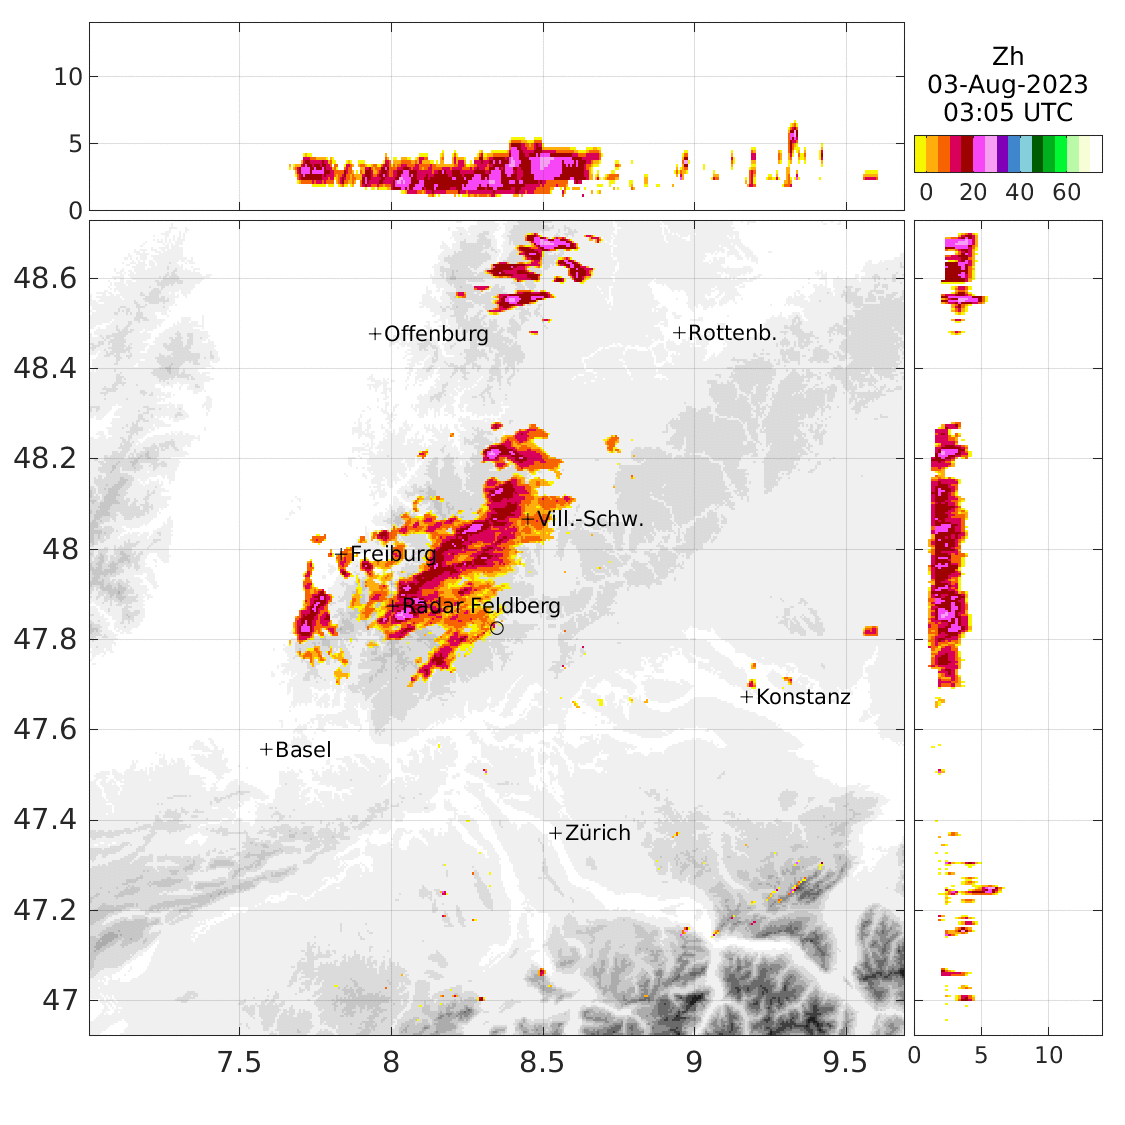 Zh
03-Aug-2023
03:05 UTC
0 20 40 60
10
5
0
48.6
48.4
48.2
48
47.8
47.6
47.4
47.2
47
Offenburg
Rottenb.
Vill.-Schw.
Freiburg
Radar Feldberg
Konstanz
Basel
Zürich
7.5 8 8.5 9 9.5
0 5 10